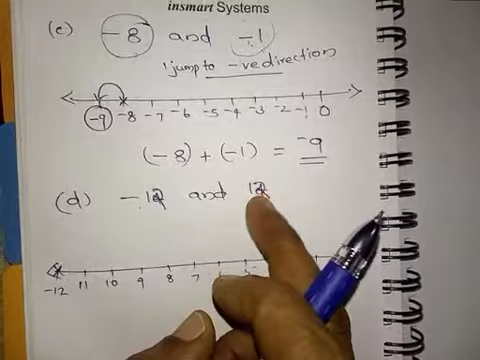 insmart Systems
(c) -8 and -1
1 jump to -ve direction
-9 -8 -7 -6 -5 -4 -3 -2 -1 0
(-8) + (-1) = -9
(d) -12 and 12
-12 11 10 9 8 7